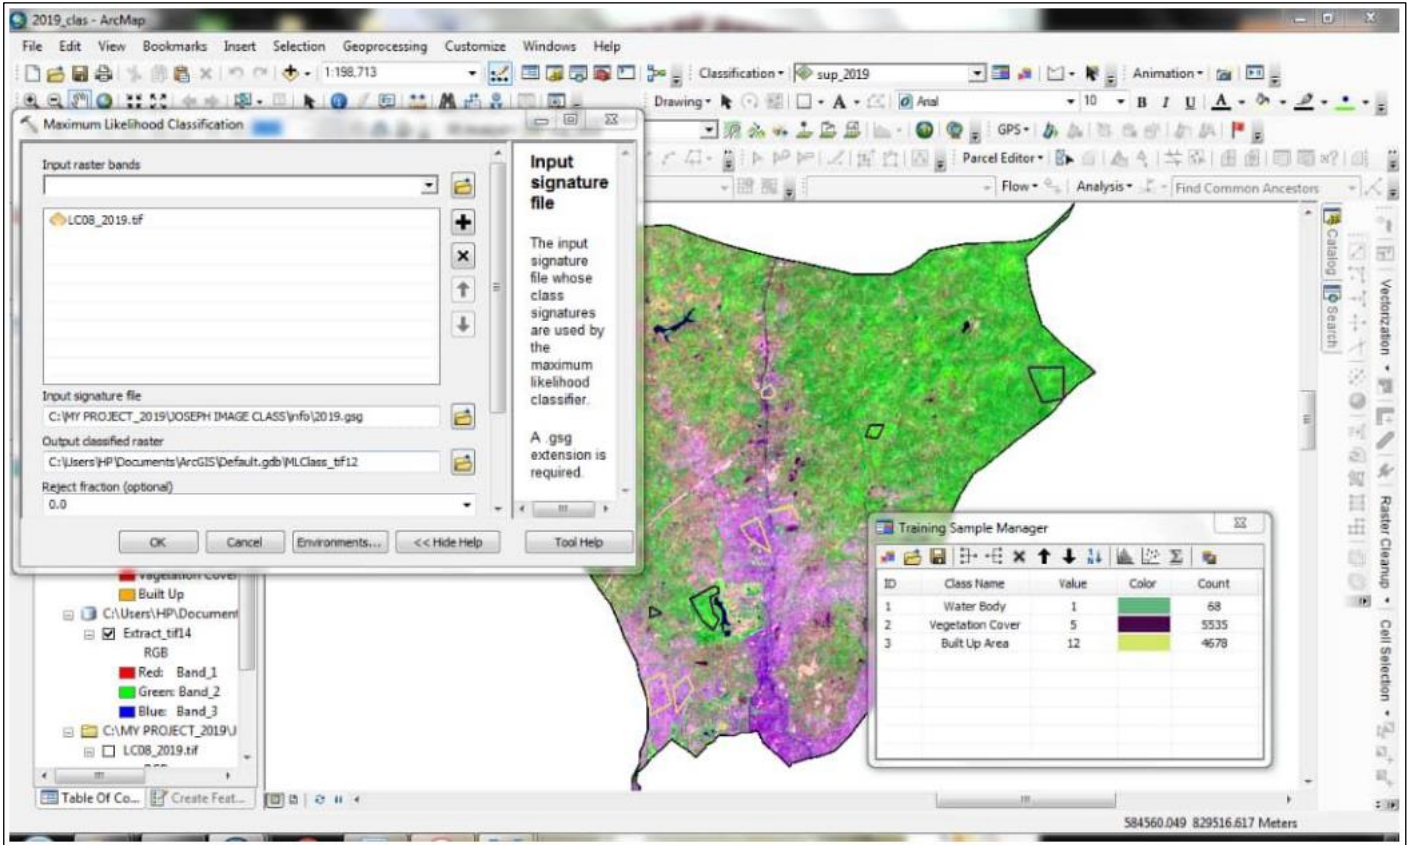 2019_clas - ArcMap
File Edit View Bookmarks Insert Selection Geoprocessing Customize Windows Help
1:198,713 Classification sup_2019 Animation
Drawing A Arial 10 B I U A
Maximum Likelihood Classification
GPS
Parcel Editor
Flow Analysis Find Common Ancestors
Input raster bands
LC08_2019.tif
Input signature file
C:\MY PROJECT_2019\JOSEPH IMAGE CLASS\info\2019.gsg
Output classified raster
C:\Users\HP\Documents\ArcGIS\Default.gdb\MLClass_tif12
Reject fraction (optional)
0.0
OK Cancel Environments... << Hide Help Tool Help
Input
signature
file
The input
signature
file whose
class
signatures
are used by
the
maximum
likelihood
classifier.
A .gsg
extension is
required.
Vegetation Cover
Built Up
C:\Users\HP\Document
Extract_tif14
RGB
Red: Band_1
Green: Band_2
Blue: Band_3
C:\MY PROJECT_2019\J
LC08_2019.tif
Table Of Co... Create Feat...
Training Sample Manager
ID Class Name Value Color Count
1 Water Body 1 68
2 Vegetation Cover 5 5535
3 Built Up Area 12 4678
Catalog
Search
Vectorization
Raster Cleanup
Cell Selection
584560.049 829516.617 Meters